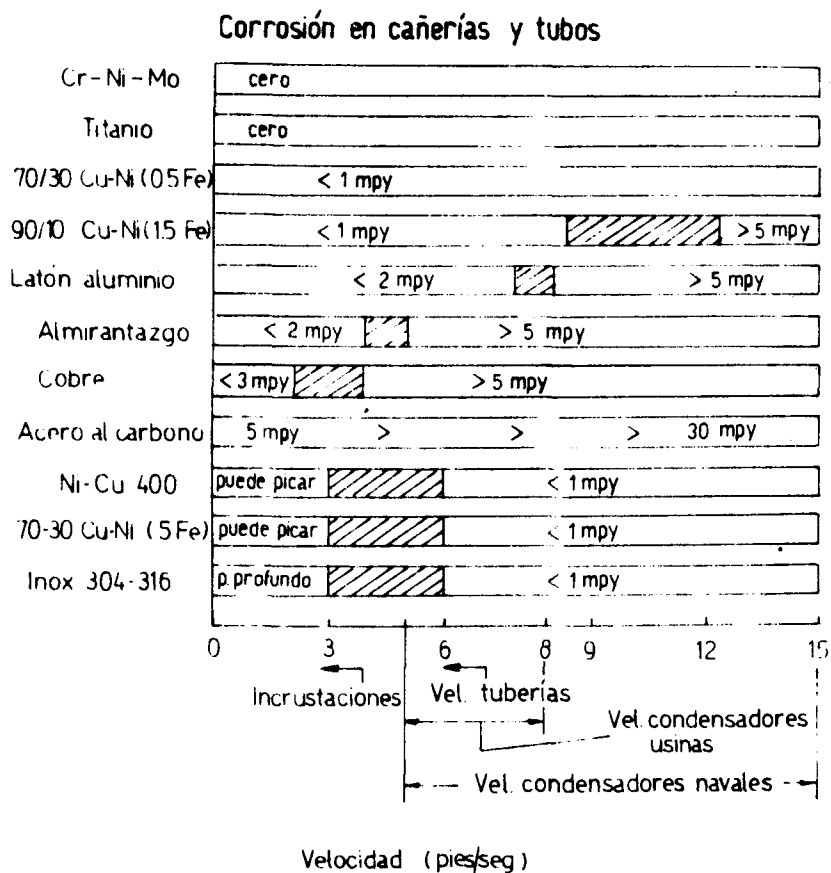 Corrosión en cañerías y tubos
Cr-Ni-Mo cero
Titanio cero
70/30 Cu-Ni (0 5 Fe) < 1 mpy
90/10 Cu-Ni (1.5 Fe) < 1 mpy > 5 mpy
Latón aluminio < 2 mpy > 5 mpy
Almirantazgo < 2 mpy > 5 mpy
Cobre < 3 mpy > 5 mpy
Acero al carbono 5 mpy > > > 30 mpy
Ni-Cu 400 puede picar < 1 mpy
70-30 Cu-Ni (5 Fe) puede picar < 1 mpy
Inox 304-316 p. profundo < 1 mpy
0 3 6 8 9 12 15
Incrustaciones Vel. tuberías
Vel. condensadores
usinas
Vel. condensadores navales
Velocidad (pies/seg)